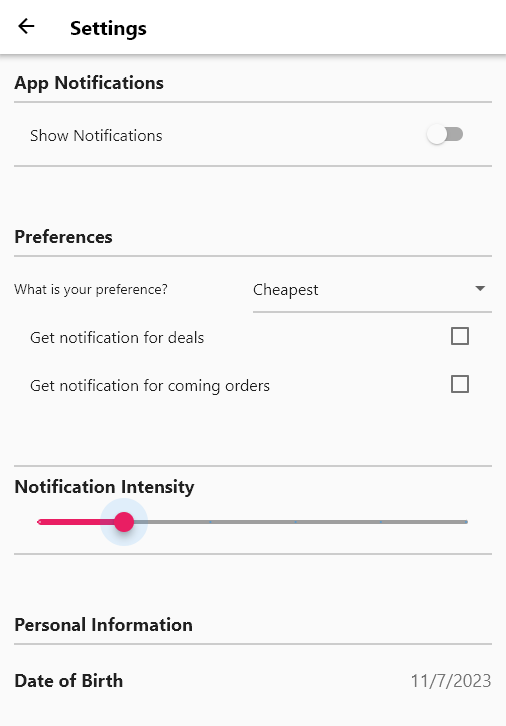 Settings
App Notifications
Show Notifications
Preferences
What is your preference?
Cheapest
Get notification for deals
Get notification for coming orders
Notification Intensity
Personal Information
Date of Birth
11/7/2023